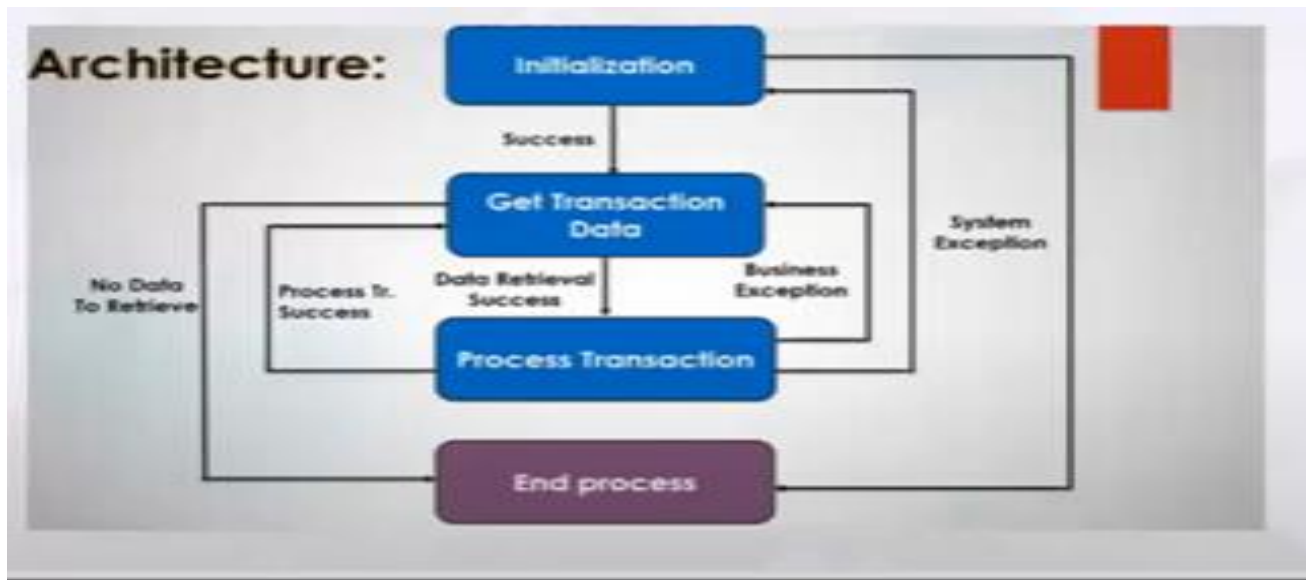 Architecture:
Initialization
Success
Get Transaction
Data
No Data
To Retrieve
Process Tr.
Success
Data Retrieval
Success
Business
Exception
System
Exception
Process Transaction
End process